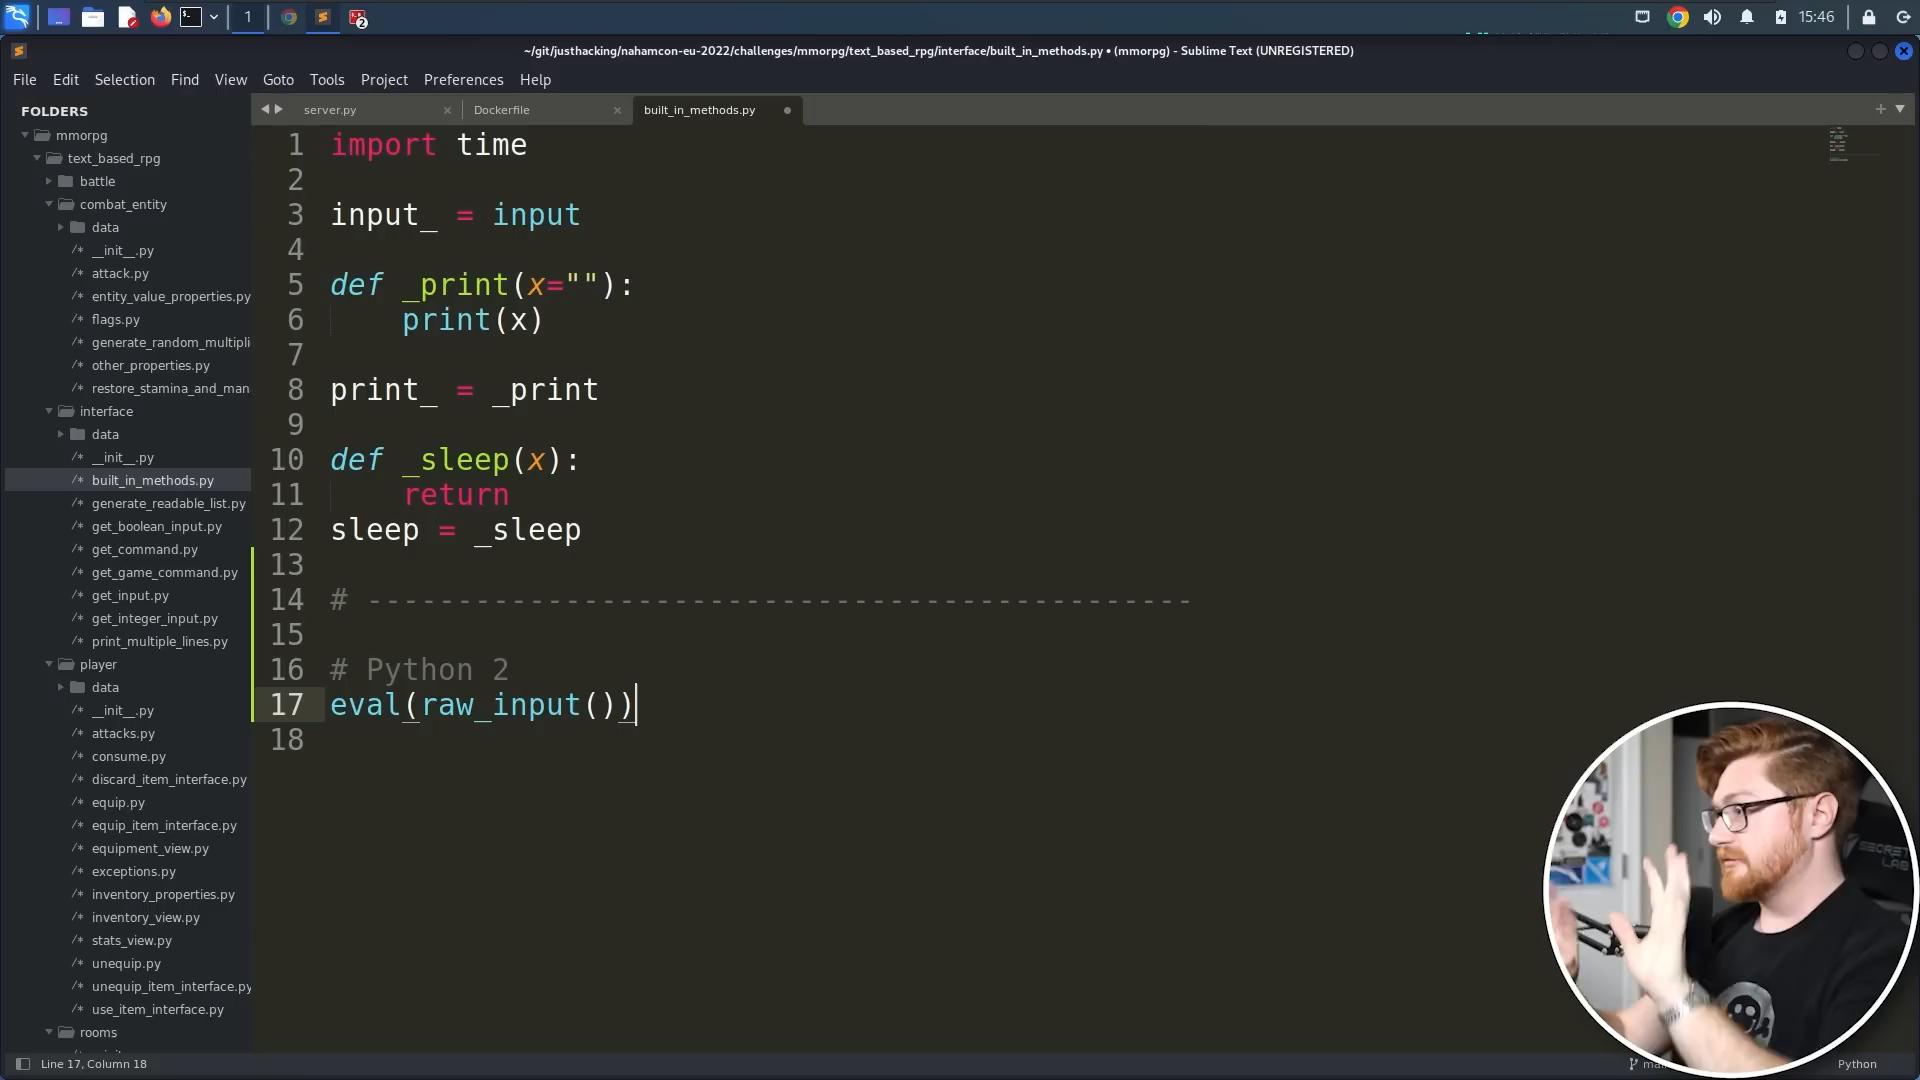 1
2
15:46
~/git/justhacking/nahamcon-eu-2022/challenges/mmorpg/text_based_rpg/interface/built_in_methods.py • (mmorpg) - Sublime Text (UNREGISTERED)
File Edit Selection Find View Goto Tools Project Preferences Help
FOLDERS
mmorpg
text_based_rpg
battle
combat_entity
data
__init__.py
attack.py
entity_value_properties.py
flags.py
generate_random_multipli
other_properties.py
restore_stamina_and_man
interface
data
__init__.py
built_in_methods.py
generate_readable_list.py
get_boolean_input.py
get_command.py
get_game_command.py
get_input.py
get_integer_input.py
print_multiple_lines.py
player
data
__init__.py
attacks.py
consume.py
discard_item_interface.py
equip.py
equip_item_interface.py
equipment_view.py
exceptions.py
inventory_properties.py
inventory_view.py
stats_view.py
unequip.py
unequip_item_interface.py
use_item_interface.py
rooms
server.py Dockerfile built_in_methods.py
1 import time
2
3 input_ = input
4
5 def _print(x=""):
6 print(x)
7
8 print_ = _print
9
10 def _sleep(x):
11 return
12 sleep = _sleep
13
14 # ----------------------------------------------
15
16 # Python 2
17 eval(raw_input())
18
SECRET
LAB
Line 17, Column 18
Python